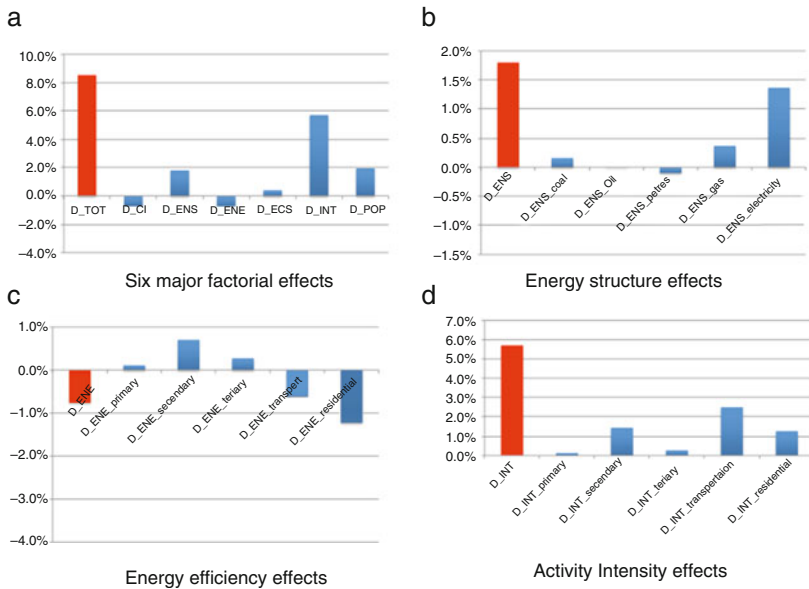 a
10.0%
8.0%
6.0%
4.0%
2.0%
0.0%
−2.0%
−4.0%
D_TOT D_CI D_ENS D_ENE D_ECS D_INT D_POP
Six major factorial effects
b
2.0%
1.5%
1.0%
0.5%
0.0%
−0.5%
−1.0%
−1.5%
D_ENS
D_ENS_coal
D_ENS_Oil
D_ENS_petres
D_ENS_gas
D_ENS_electricity
Energy structure effects
c
1.0%
0.0%
−1.0%
−2.0%
−3.0%
−4.0%
D_ENE
D_ENE_primary
D_ENE_secendary
D_ENE_teriary
D_ENE_transpert
D_ENE_residential
Energy efficiency effects
d
7.0%
6.0%
5.0%
4.0%
3.0%
2.0%
1.0%
0.0%
D_INT
D_INT_primary
D_INT_secendary
D_INT_teriary
D_INT_transpertaion
D_INT_residential
Activity Intensity effects